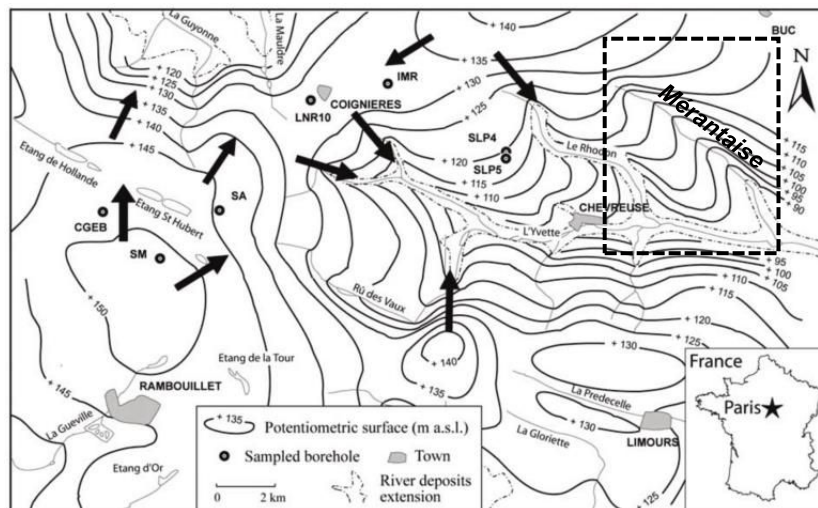 La Guyonne
La Mauldre
+ 140
+ 135
BUC
N
+ 120
+ 125
+ 130
+ 135
+ 140
+ 145
IMR
+ 130
+ 125
LNR10
COIGNIERES
Mérantaise
SLP4
SLP5
+ 120
+ 115
+ 110
Le Rhodon
+ 115
+ 110
+ 105
+ 100
+ 95
+ 90
Etang de Hollande
Etang St Hubert
SA
CGEB
CHEVREUSE
L'Yvette
SM
+ 150
Rû des Vaux
+ 95
+ 100
+ 105
+ 110
+ 115
+ 120
+ 125
+ 140
+ 135
+ 130
Etang de la Tour
+ 145
RAMBOUILLET
La Gueville
Etang d'Or
La Predecelle
+ 130
LIMOURS
La Gloriette
+ 125
France
Paris
+ 135
Potentiometric surface (m a.s.l.)
Sampled borehole
Town
0 2 km
River deposits
extension